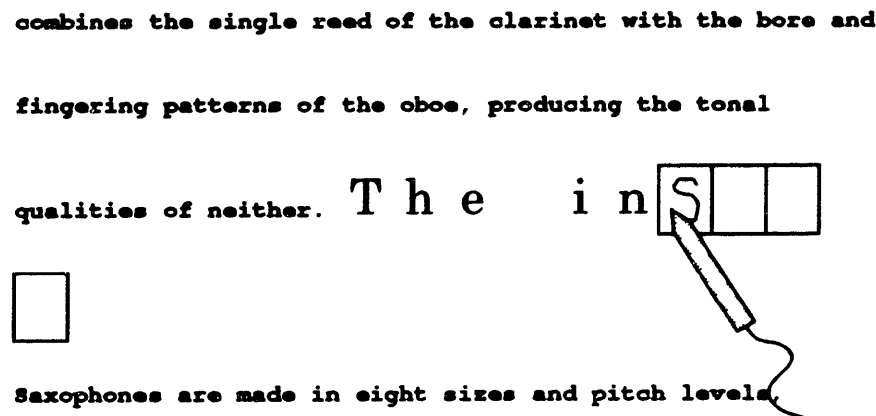 combines the single reed of the clarinet with the bore and
fingering patterns of the oboe, producing the tonal
qualities of neither. The ins
Saxophones are made in eight sizes and pitch levels,